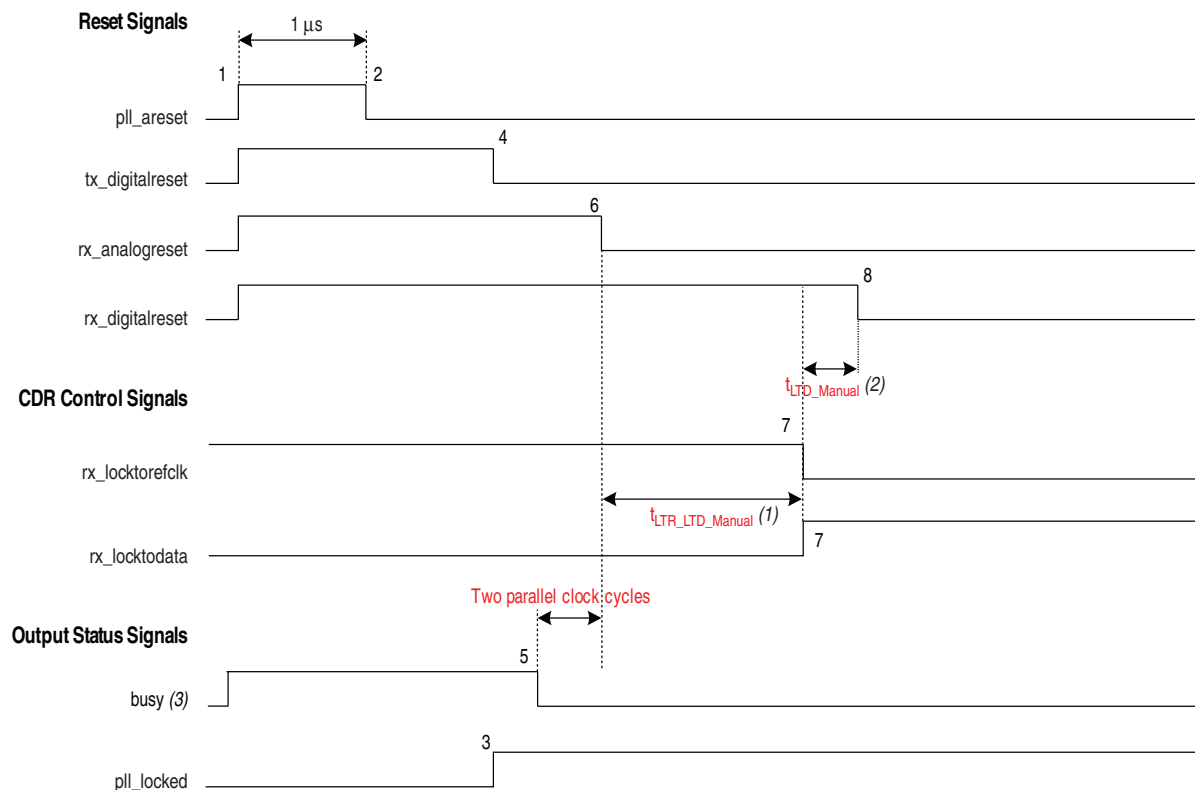 Reset Signals
1 µs
1
2
pll_areset
4
tx_digitalreset
6
rx_analogreset
8
rx_digitalreset
tLTD_Manual (2)
CDR Control Signals
7
rx_locktorefclk
tLTR_LTD_Manual (1)
7
rx_locktodata
Two parallel clock cycles
Output Status Signals
5
busy (3)
3
pll_locked